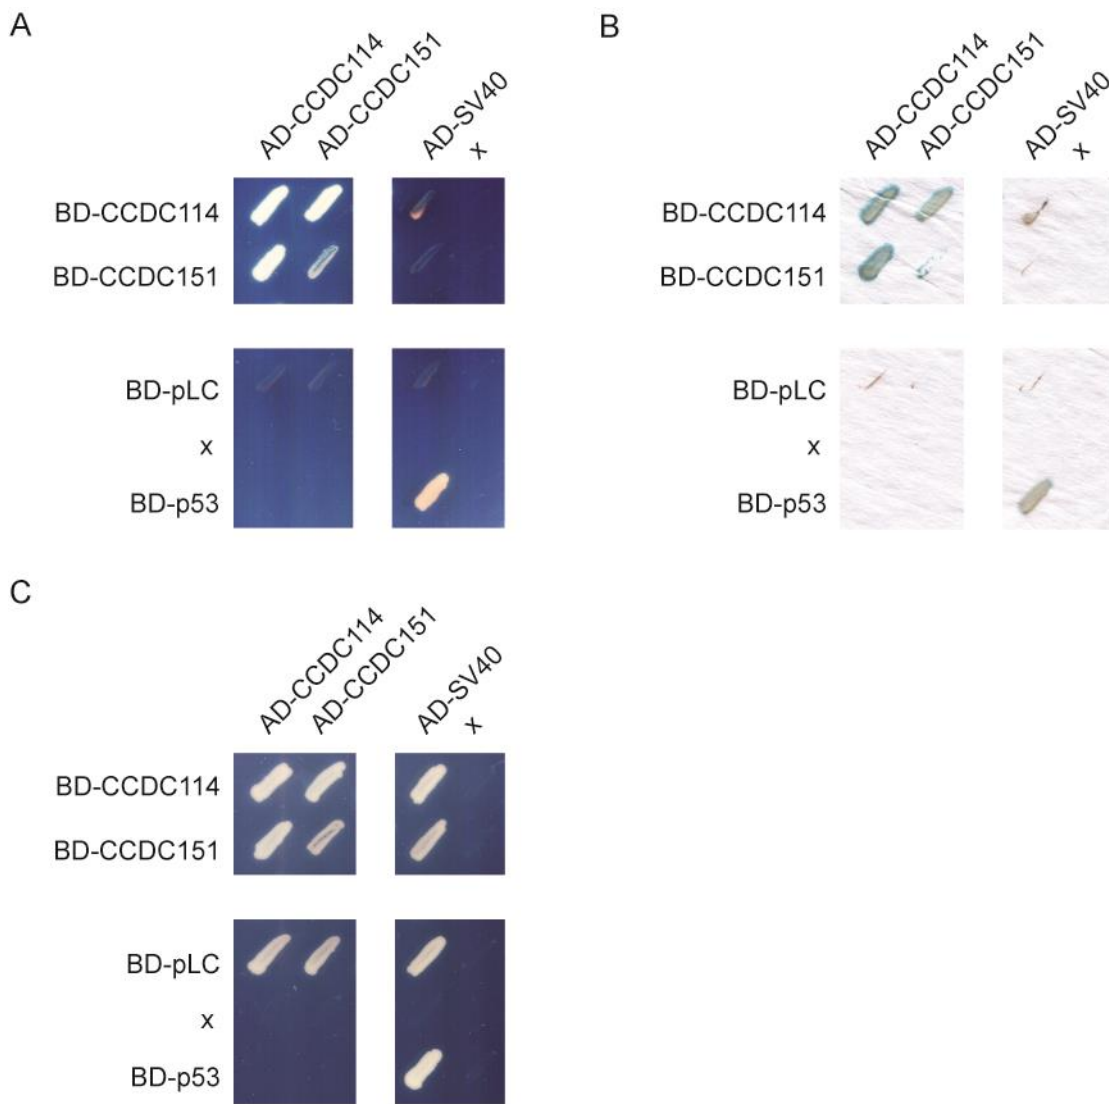 A
AD-CCDC114
AD-CCDC151
AD-SV40
x
BD-CCDC114
BD-CCDC151
BD-pLC
x
BD-p53
B
AD-CCDC114
AD-CCDC151
AD-SV40
x
BD-CCDC114
BD-CCDC151
BD-pLC
x
BD-p53
C
AD-CCDC114
AD-CCDC151
AD-SV40
x
BD-CCDC114
BD-CCDC151
BD-pLC
x
BD-p53